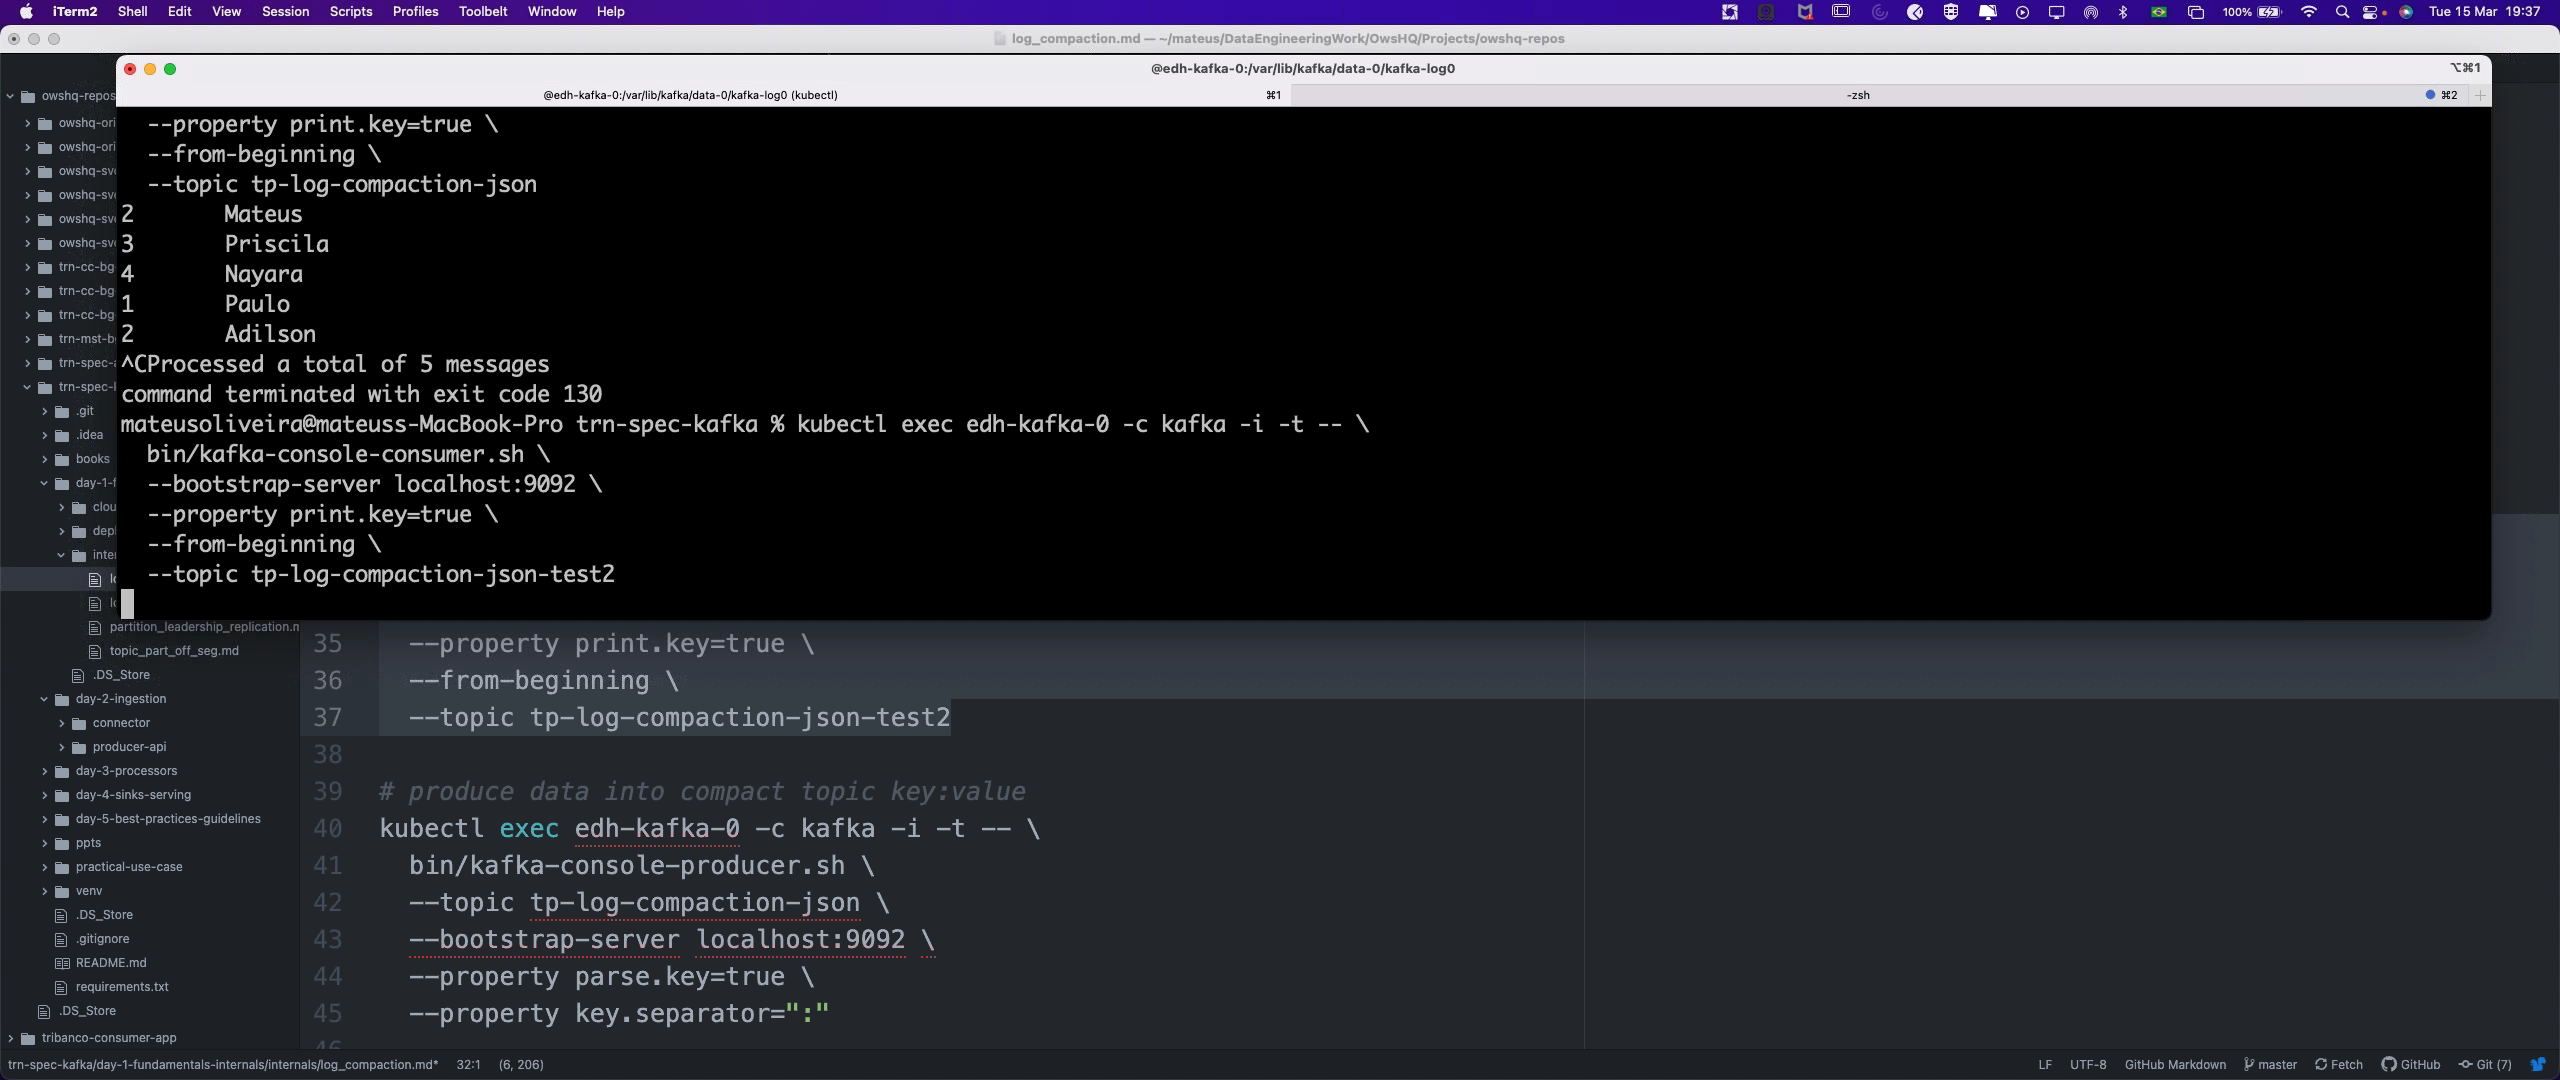 iTerm2 Shell Edit View Session Scripts Profiles Toolbelt Window Help 100% Tue 15 Mar 19:37
log_compaction.md — ~/mateus/DataEngineeringWork/OwsHQ/Projects/owshq-repos
@edh-kafka-0:/var/lib/kafka/data-0/kafka-log0 ⌥⌘1
@edh-kafka-0:/var/lib/kafka/data-0/kafka-log0 (kubectl) ⌘1 -zsh ⌘2 +
--property print.key=true \
--from-beginning \
--topic tp-log-compaction-json
2 Mateus
3 Priscila
4 Nayara
1 Paulo
2 Adilson
^CProcessed a total of 5 messages
command terminated with exit code 130
mateusoliveira@mateuss-MacBook-Pro trn-spec-kafka % kubectl exec edh-kafka-0 -c kafka -i -t -- \
bin/kafka-console-consumer.sh \
--bootstrap-server localhost:9092 \
--property print.key=true \
--from-beginning \
--topic tp-log-compaction-json-test2
owshq-repos
owshq-ori
owshq-ori
owshq-sv
owshq-sv
owshq-sv
owshq-sv
trn-cc-bg
trn-cc-bg
trn-cc-bg
trn-mst-b
trn-spec-
trn-spec-
.git
.idea
books
day-1-f
clou
dep
inter
partition_leadership_replication.m
topic_part_off_seg.md
.DS_Store
day-2-ingestion
connector
producer-api
day-3-processors
day-4-sinks-serving
day-5-best-practices-guidelines
ppts
practical-use-case
venv
.DS_Store
.gitignore
README.md
requirements.txt
.DS_Store
tribanco-consumer-app
35 --property print.key=true \
36 --from-beginning \
37 --topic tp-log-compaction-json-test2
38
39 # produce data into compact topic key:value
40 kubectl exec edh-kafka-0 -c kafka -i -t -- \
41 bin/kafka-console-producer.sh \
42 --topic tp-log-compaction-json \
43 --bootstrap-server localhost:9092 \
44 --property parse.key=true \
45 --property key.separator=":"
46
trn-spec-kafka/day-1-fundamentals-internals/internals/log_compaction.md* 32:1 (6, 206) LF UTF-8 GitHub Markdown master Fetch GitHub Git (7)